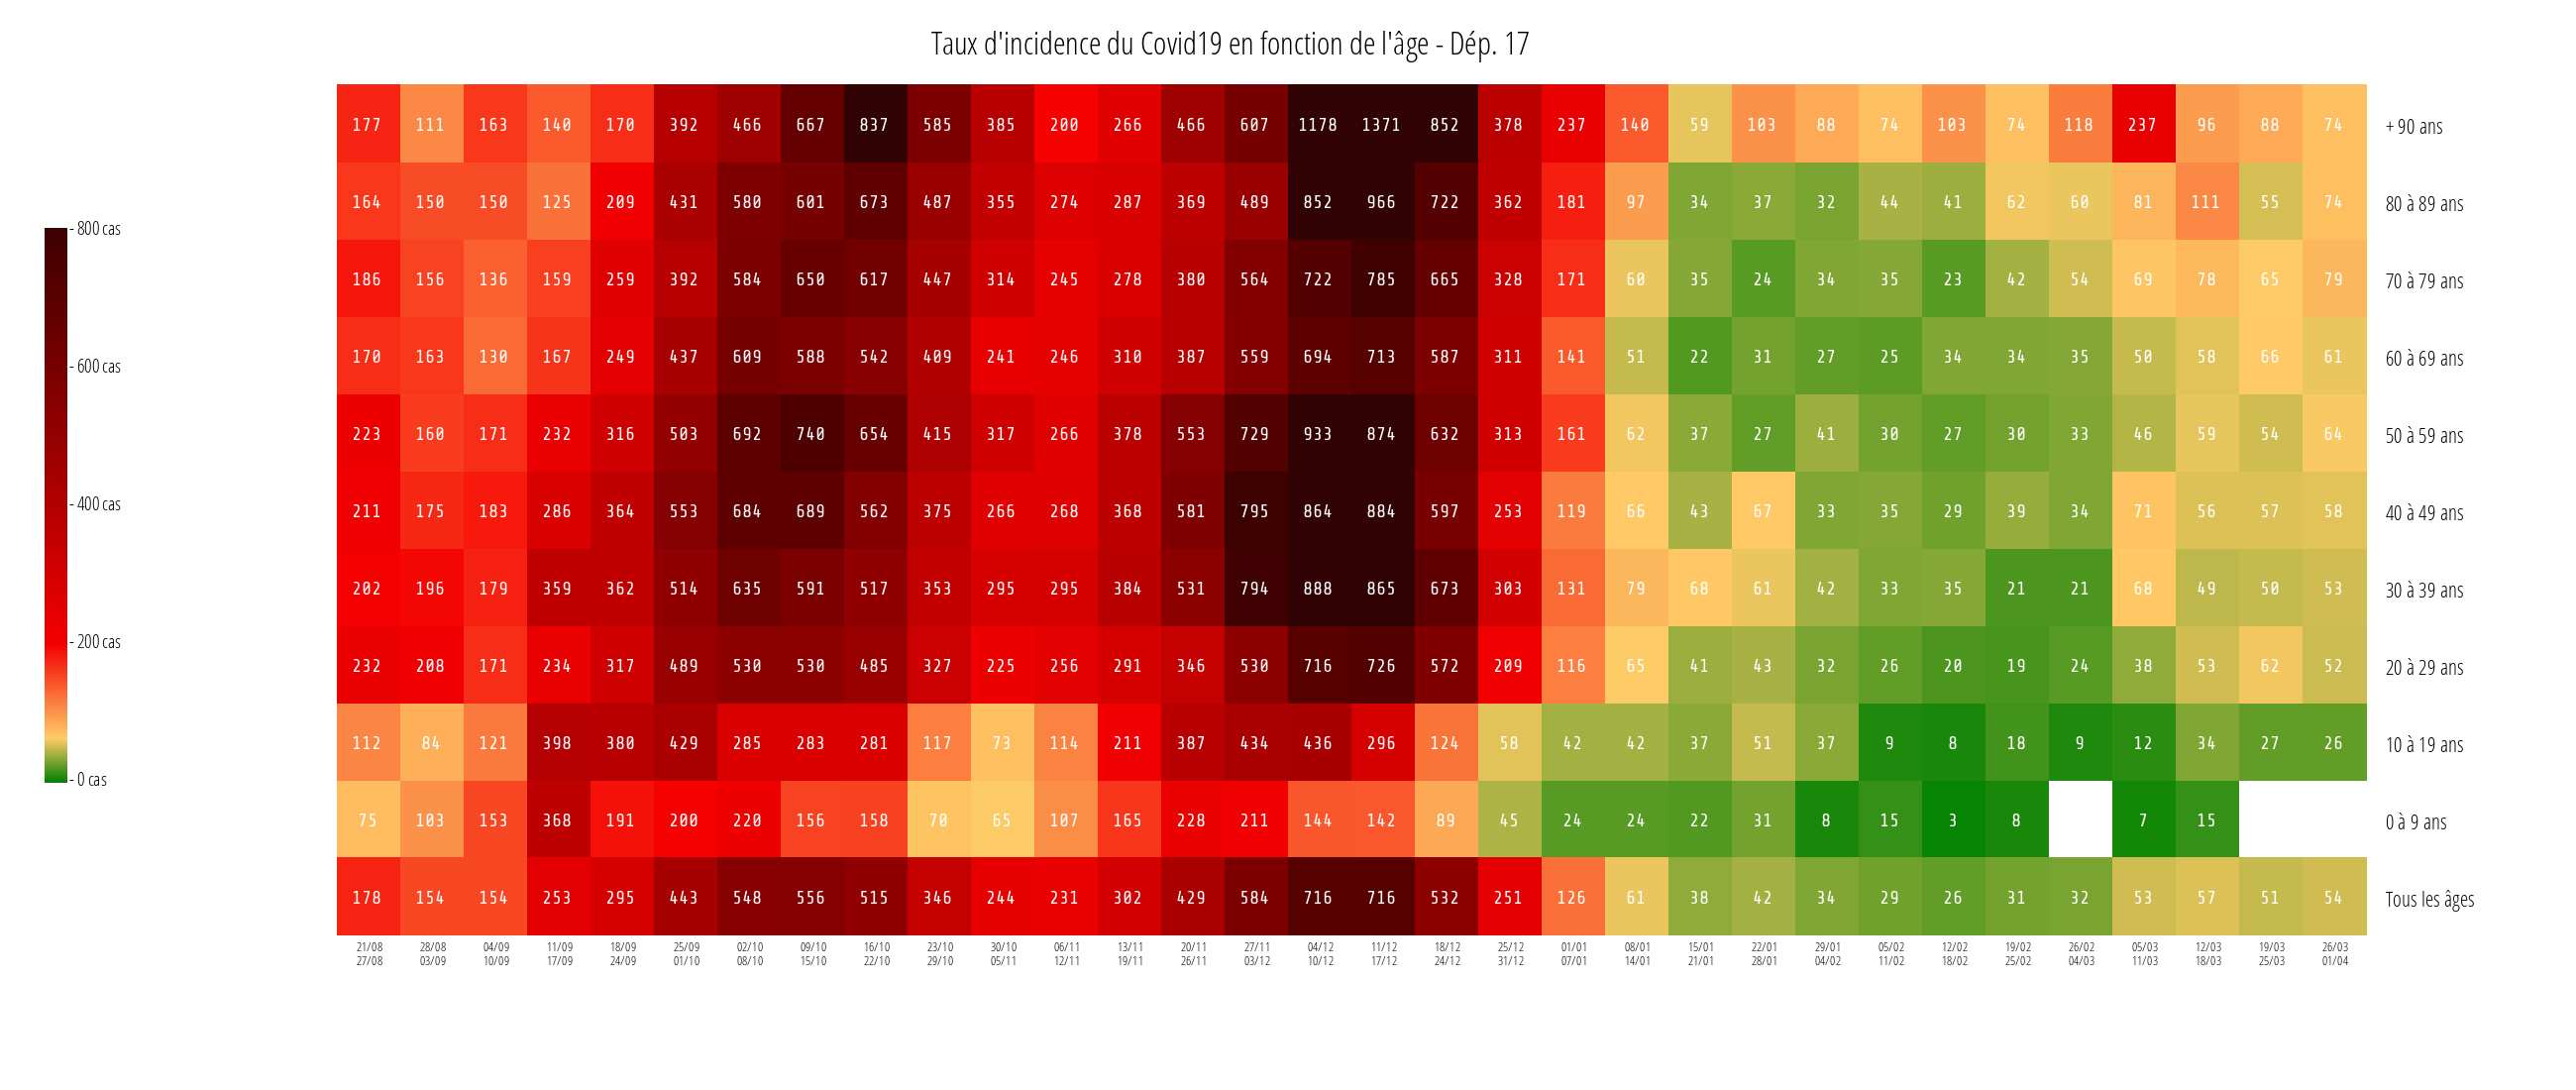 Taux d'incidence du Covid19 en fonction de l'âge - Dép. 17
- 800 cas
- 600 cas
- 400 cas
- 200 cas
- 0 cas
177 111 163 140 170 392 466 667 837 585 385 200 266 466 607 1178 1371 852 378 237 140 59 103 88 74 103 74 118 237 96 88 74 + 90 ans
164 150 150 125 209 431 580 601 673 487 355 274 287 369 489 852 966 722 362 181 97 34 37 32 44 41 62 60 81 111 55 74 80 à 89 ans
186 156 136 159 259 392 584 650 617 447 314 245 278 380 564 722 785 665 328 171 60 35 24 34 35 23 42 54 69 78 65 79 70 à 79 ans
170 163 130 167 249 437 609 588 542 409 241 246 310 387 559 694 713 587 311 141 51 22 31 27 25 34 34 35 50 58 66 61 60 à 69 ans
223 160 171 232 316 503 692 740 654 415 317 266 378 553 729 933 874 632 313 161 62 37 27 41 30 27 30 33 46 59 54 64 50 à 59 ans
211 175 183 286 364 553 684 689 562 375 266 268 368 581 795 864 884 597 253 119 66 43 67 33 35 29 39 34 71 56 57 58 40 à 49 ans
202 196 179 359 362 514 635 591 517 353 295 295 384 531 794 888 865 673 303 131 79 68 61 42 33 35 21 21 68 49 50 53 30 à 39 ans
232 208 171 234 317 489 530 530 485 327 225 256 291 346 530 716 726 572 209 116 65 41 43 32 26 20 19 24 38 53 62 52 20 à 29 ans
112 84 121 398 380 429 285 283 281 117 73 114 211 387 434 436 296 124 58 42 42 37 51 37 9 8 18 9 12 34 27 26 10 à 19 ans
75 103 153 368 191 200 220 156 158 70 65 107 165 228 211 144 142 89 45 24 24 22 31 8 15 3 8 7 15 0 à 9 ans
178 154 154 253 295 443 548 556 515 346 244 231 302 429 584 716 716 532 251 126 61 38 42 34 29 26 31 32 53 57 51 54 Tous les âges
21/08 28/08 04/09 11/09 18/09 25/09 02/10 09/10 16/10 23/10 30/10 06/11 13/11 20/11 27/11 04/12 11/12 18/12 25/12 01/01 08/01 15/01 22/01 29/01 05/02 12/02 19/02 26/02 05/03 12/03 19/03 26/03
27/08 03/09 10/09 17/09 24/09 01/10 08/10 15/10 22/10 29/10 05/11 12/11 19/11 26/11 03/12 10/12 17/12 24/12 31/12 07/01 14/01 21/01 28/01 04/02 11/02 18/02 25/02 04/03 11/03 18/03 25/03 01/04